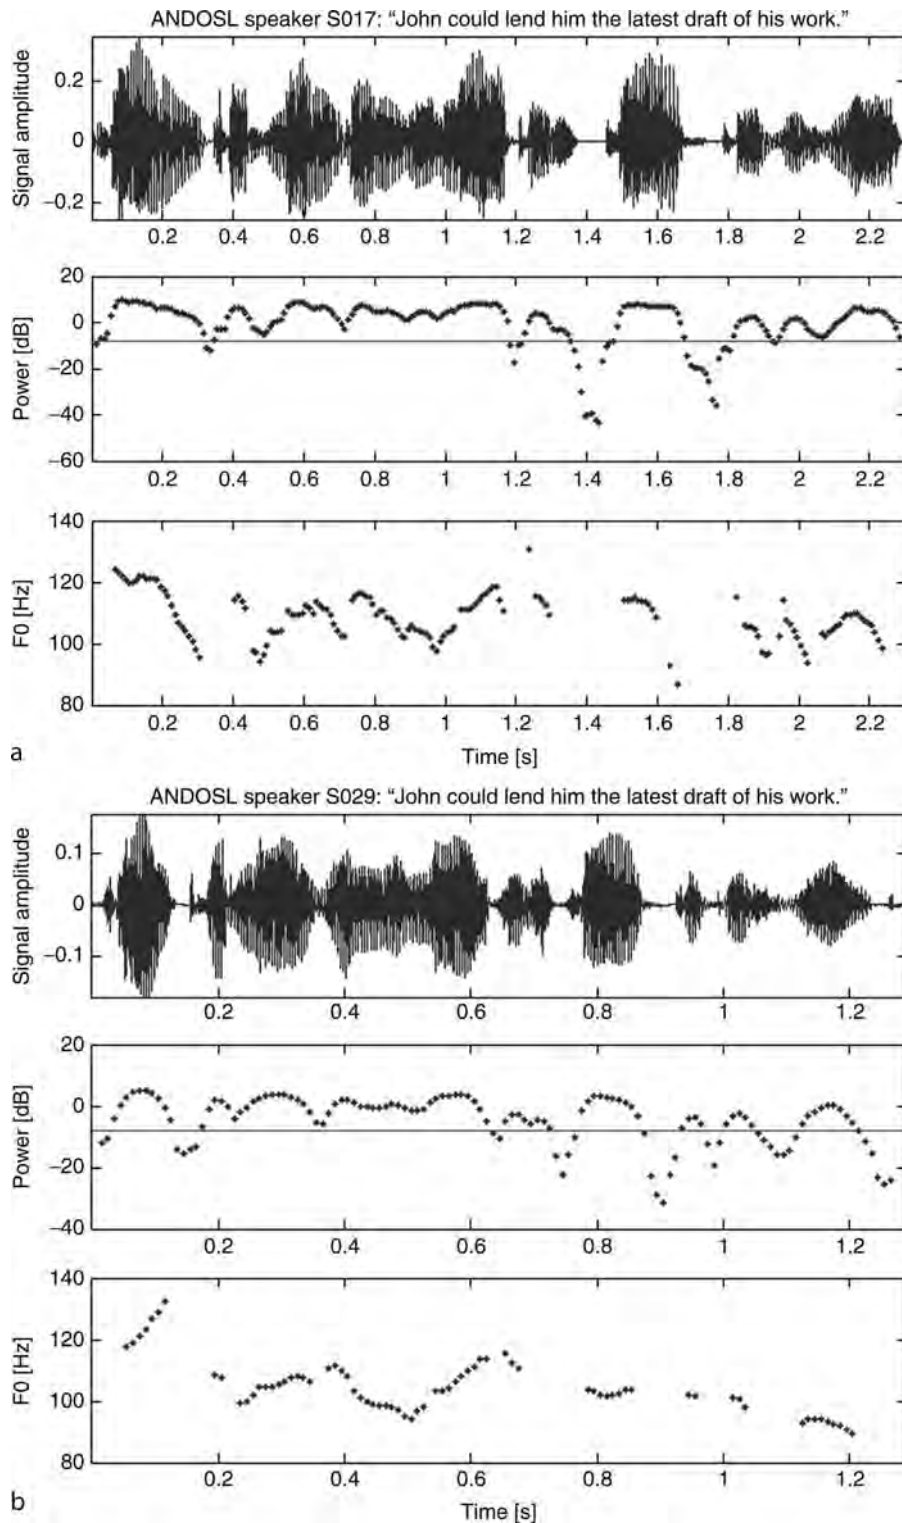 ANDOSL speaker S017: “John could lend him the latest draft of his work.”
Signal amplitude
0.2
0
−0.2
0.2 0.4 0.6 0.8 1 1.2 1.4 1.6 1.8 2 2.2
Power [dB]
20
0
−20
−40
−60
0.2 0.4 0.6 0.8 1 1.2 1.4 1.6 1.8 2 2.2
F0 [Hz]
140
120
100
80
0.2 0.4 0.6 0.8 1 1.2 1.4 1.6 1.8 2 2.2
a
Time [s]
ANDOSL speaker S029: “John could lend him the latest draft of his work.”
Signal amplitude
0.1
0
−0.1
0.2 0.4 0.6 0.8 1 1.2
Power [dB]
20
0
−20
−40
0.2 0.4 0.6 0.8 1 1.2
F0 [Hz]
140
120
100
80
0.2 0.4 0.6 0.8 1 1.2
b
Time [s]